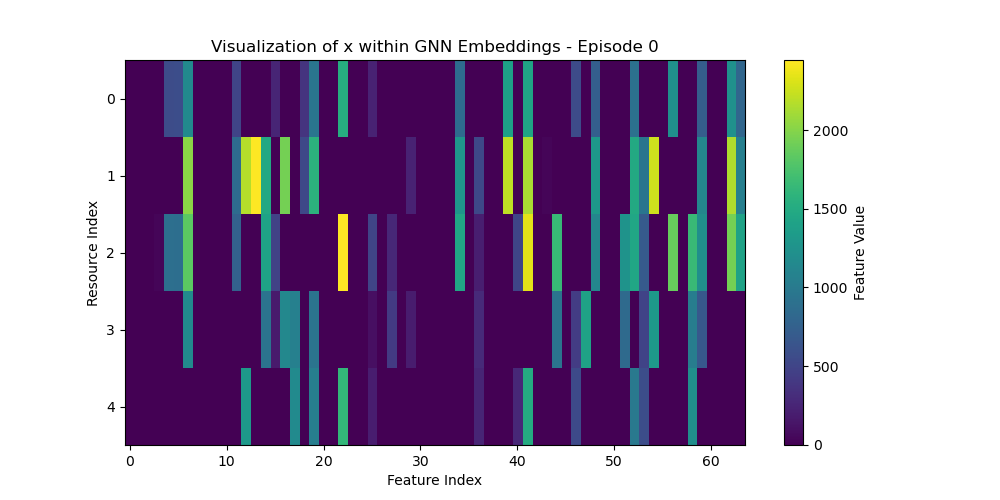 Visualization of x within GNN Embeddings - Episode 0
Resource Index
0
1
2
3
4
0 10 20 30 40 50 60
Feature Index
2000
1500
1000
500
0
Feature Value